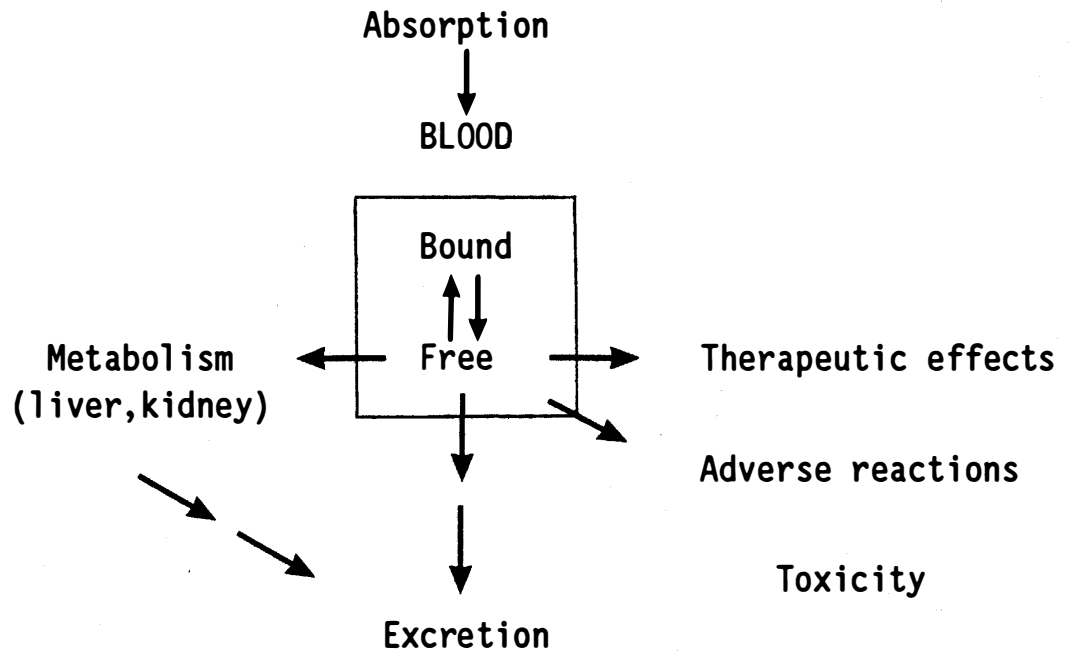 Absorption
BLOOD
Bound
Free
Metabolism
(liver,kidney)
Therapeutic effects
Adverse reactions
Toxicity
Excretion